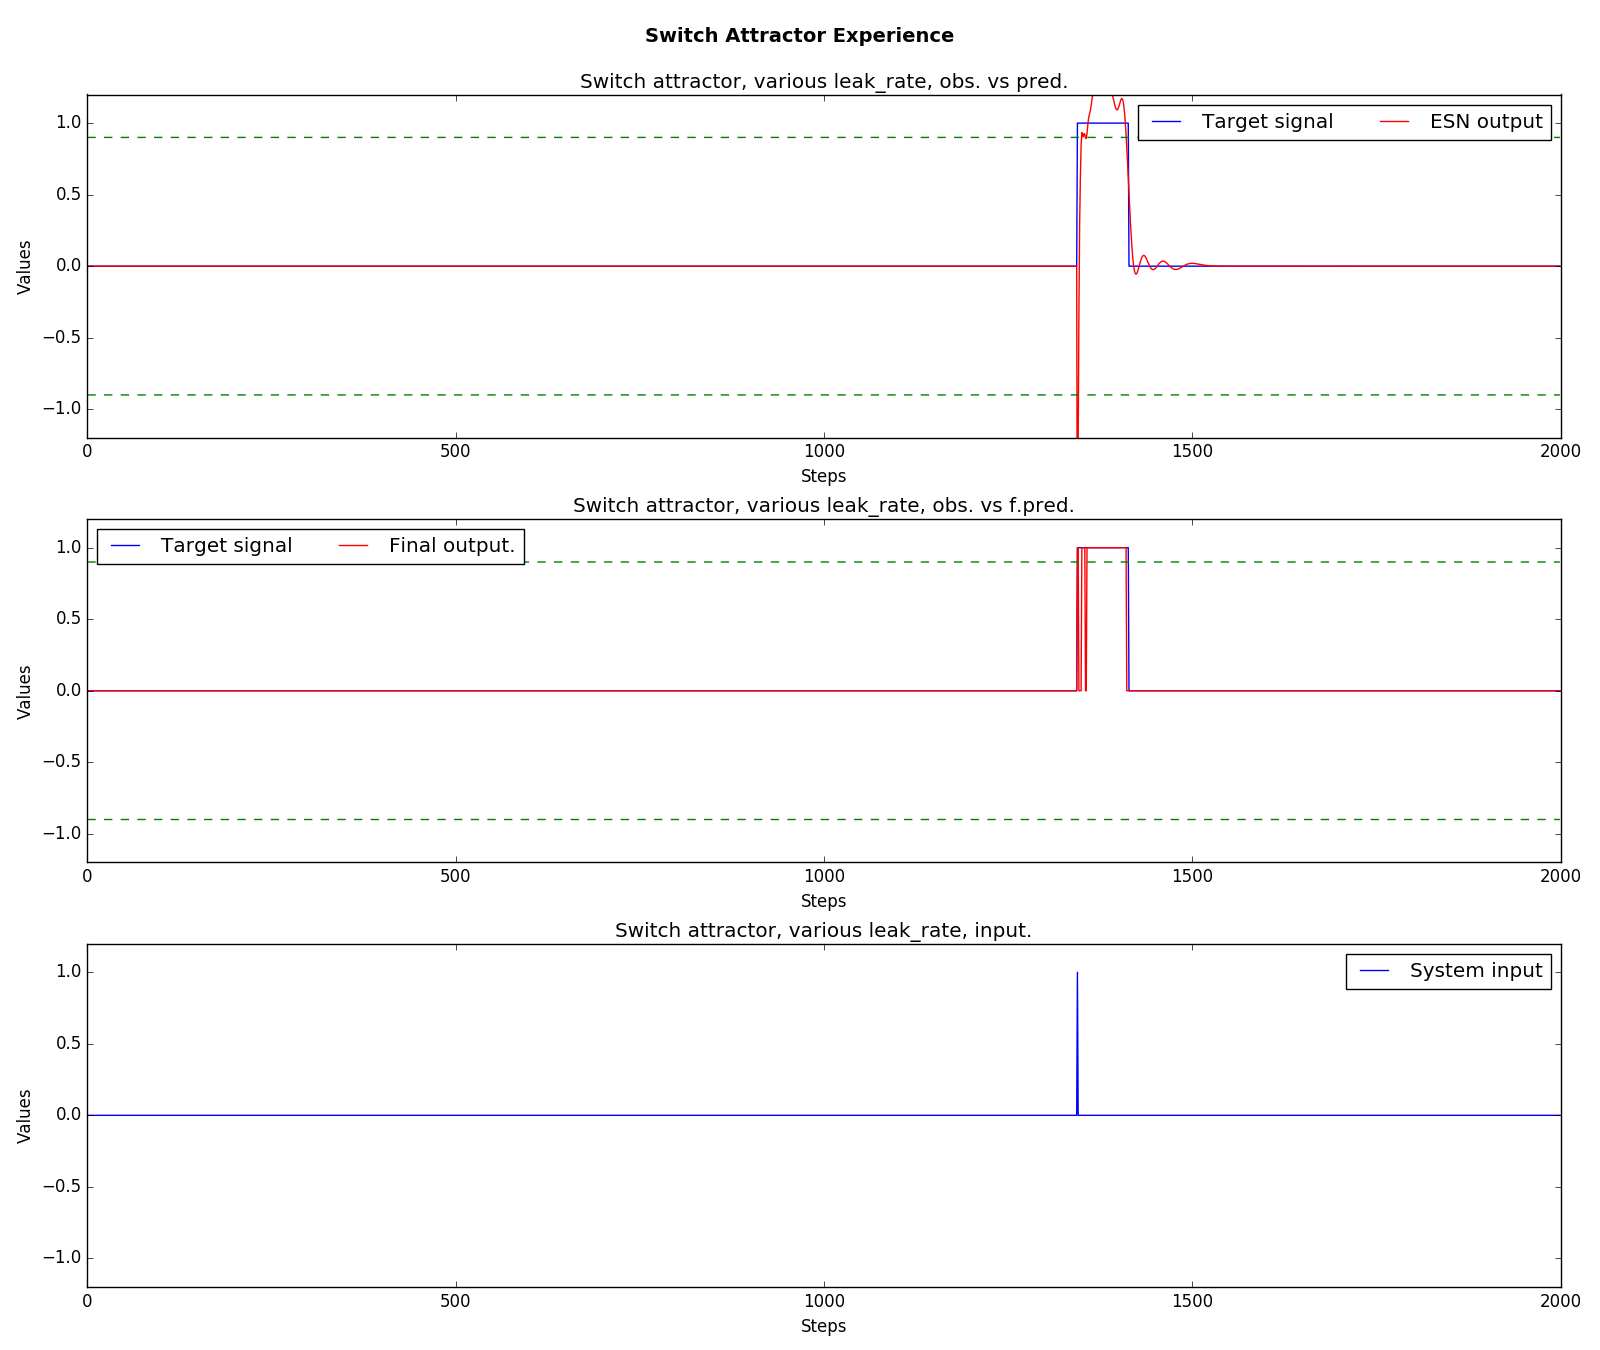 Switch Attractor Experience
Switch attractor, various leak_rate, obs. vs pred.
Target signal ESN output
1.0
0.5
0.0
−0.5
−1.0
Values
0 500 1000 1500 2000
Steps
Switch attractor, various leak_rate, obs. vs f.pred.
Target signal Final output.
1.0
0.5
0.0
−0.5
−1.0
Values
0 500 1000 1500 2000
Steps
Switch attractor, various leak_rate, input.
System input
1.0
0.5
0.0
−0.5
−1.0
Values
0 500 1000 1500 2000
Steps